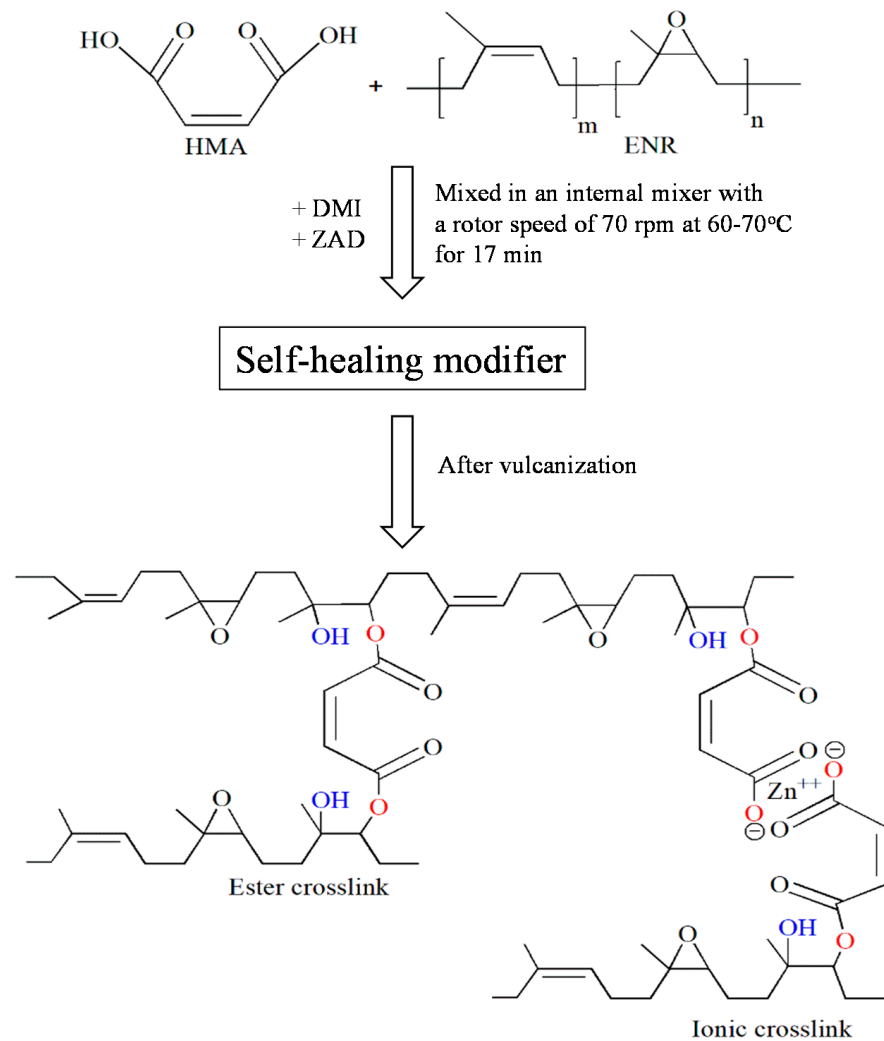 HO
O
O
OH
HMA
+
O
m
n
ENR
+ DMI
+ ZAD
Mixed in an internal mixer with
a rotor speed of 70 rpm at 60-70°C
for 17 min
Self-healing modifier
After vulcanization
O
OH
O
O
OH
O
O
O
O
O
O
O
OH
O
Zn++
O
O
O
O
O
OH
O
Ester crosslink
Ionic crosslink